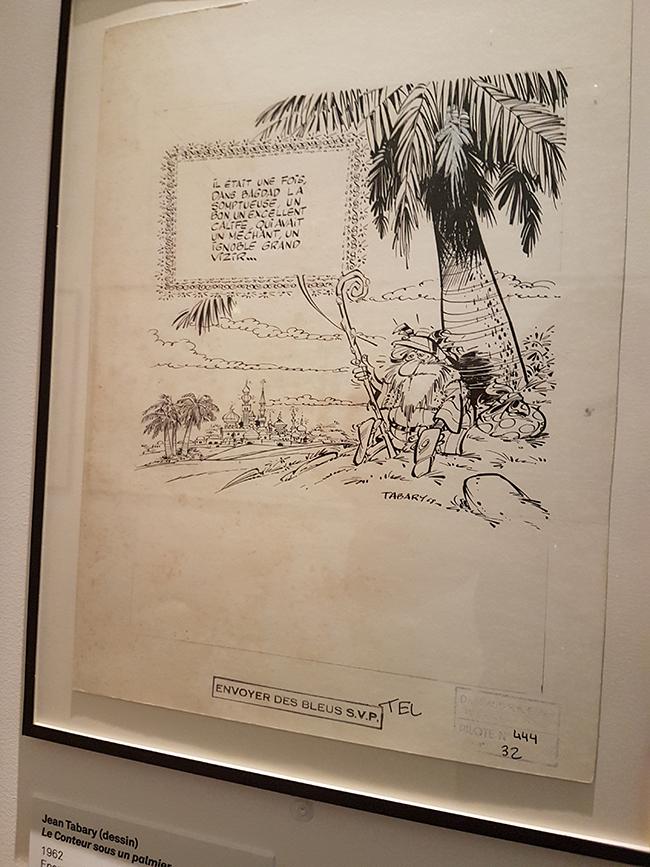 IL ÉTAIT UNE FOIS,
DANS BAGDAD LA
SOMPTUEUSE, UN
BON UN EXCELLENT
CALIFE, QUI AVAIT
UN MÉCHANT, UN
IGNOBLE GRAND
VIZIR...
TABARY
ENVOYER DES BLEUS S.V.P.
TEL
PILOTE N 444
32
Jean Tabary (dessin)
Le Conteur sous un palmier
1962